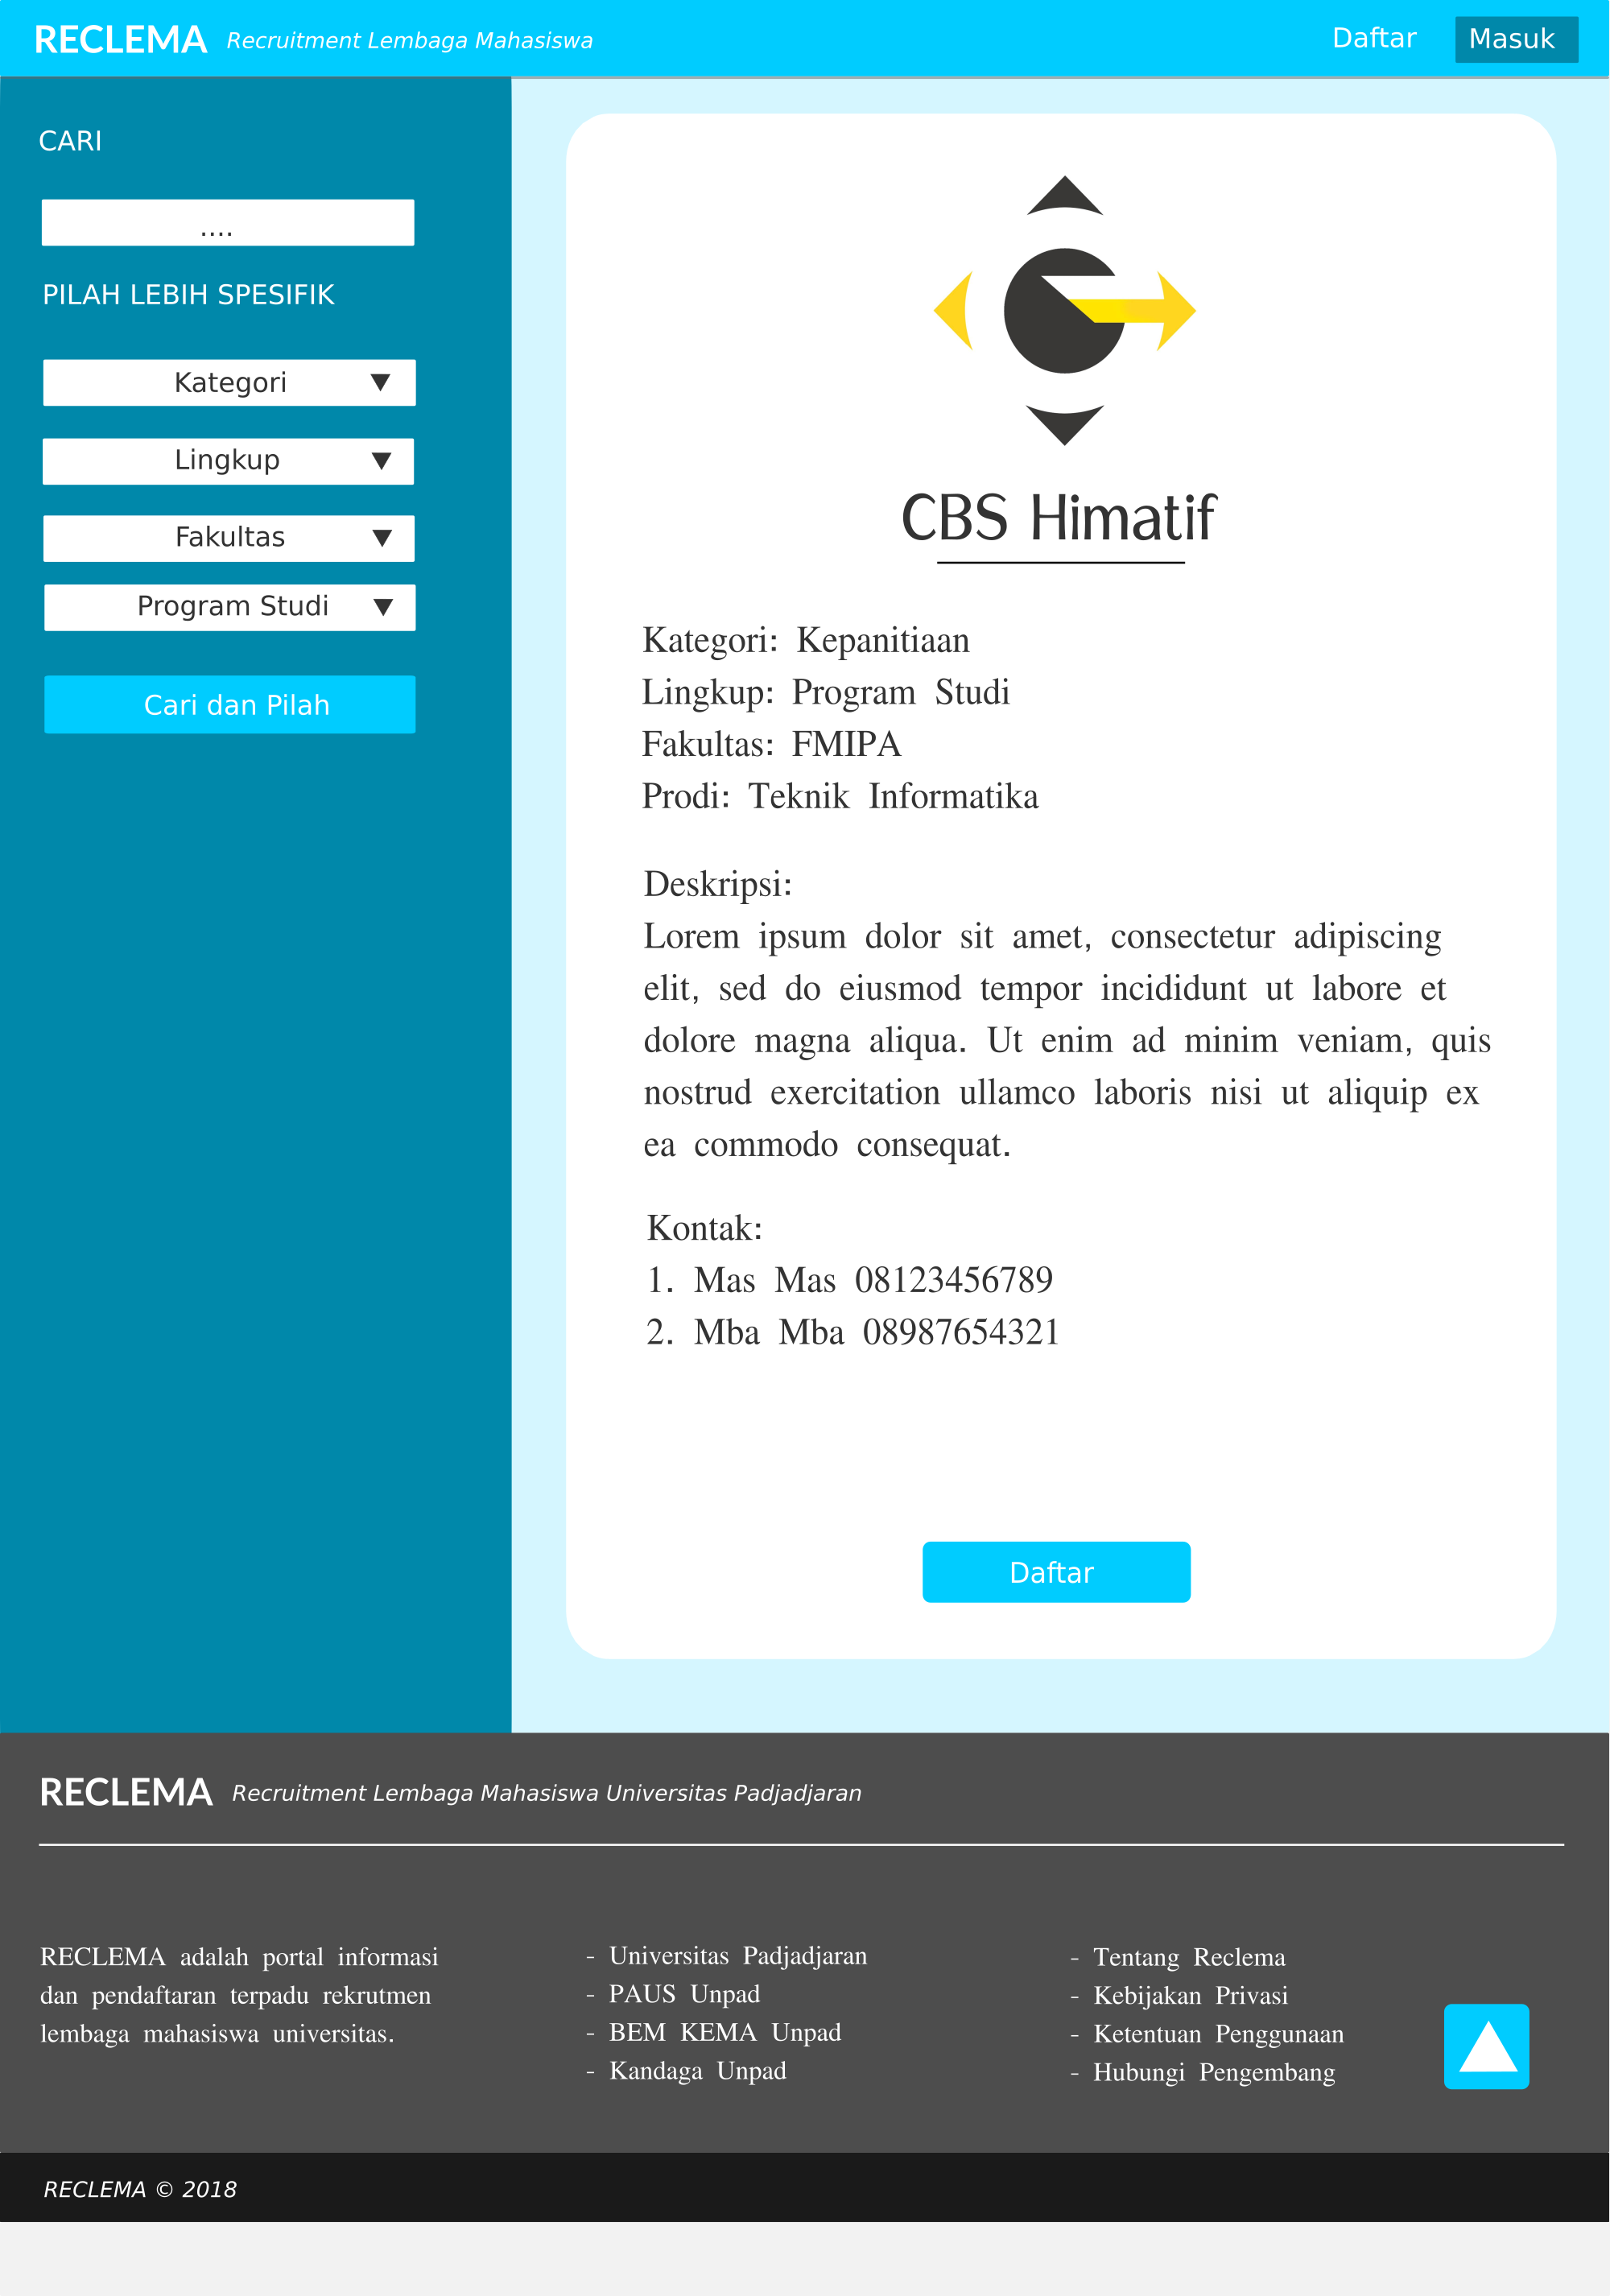 RECLEMA Recruitment Lembaga Mahasiswa
Daftar
Masuk
CARI
....
PILAH LEBIH SPESIFIK
Kategori
Lingkup
Fakultas
Program Studi
Cari dan Pilah
CBS Himatif
Kategori: Kepanitiaan
Lingkup: Program Studi
Fakultas: FMIPA
Prodi: Teknik Informatika
Deskripsi:
Lorem ipsum dolor sit amet, consectetur adipiscing
elit, sed do eiusmod tempor incididunt ut labore et
dolore magna aliqua. Ut enim ad minim veniam, quis
nostrud exercitation ullamco laboris nisi ut aliquip ex
ea commodo consequat.
Kontak:
1. Mas Mas 08123456789
2. Mba Mba 08987654321
Daftar
RECLEMA Recruitment Lembaga Mahasiswa Universitas Padjadjaran
RECLEMA adalah portal informasi
dan pendaftaran terpadu rekrutmen
lembaga mahasiswa universitas.
- Universitas Padjadjaran
- PAUS Unpad
- BEM KEMA Unpad
- Kandaga Unpad
- Tentang Reclema
- Kebijakan Privasi
- Ketentuan Penggunaan
- Hubungi Pengembang
RECLEMA © 2018